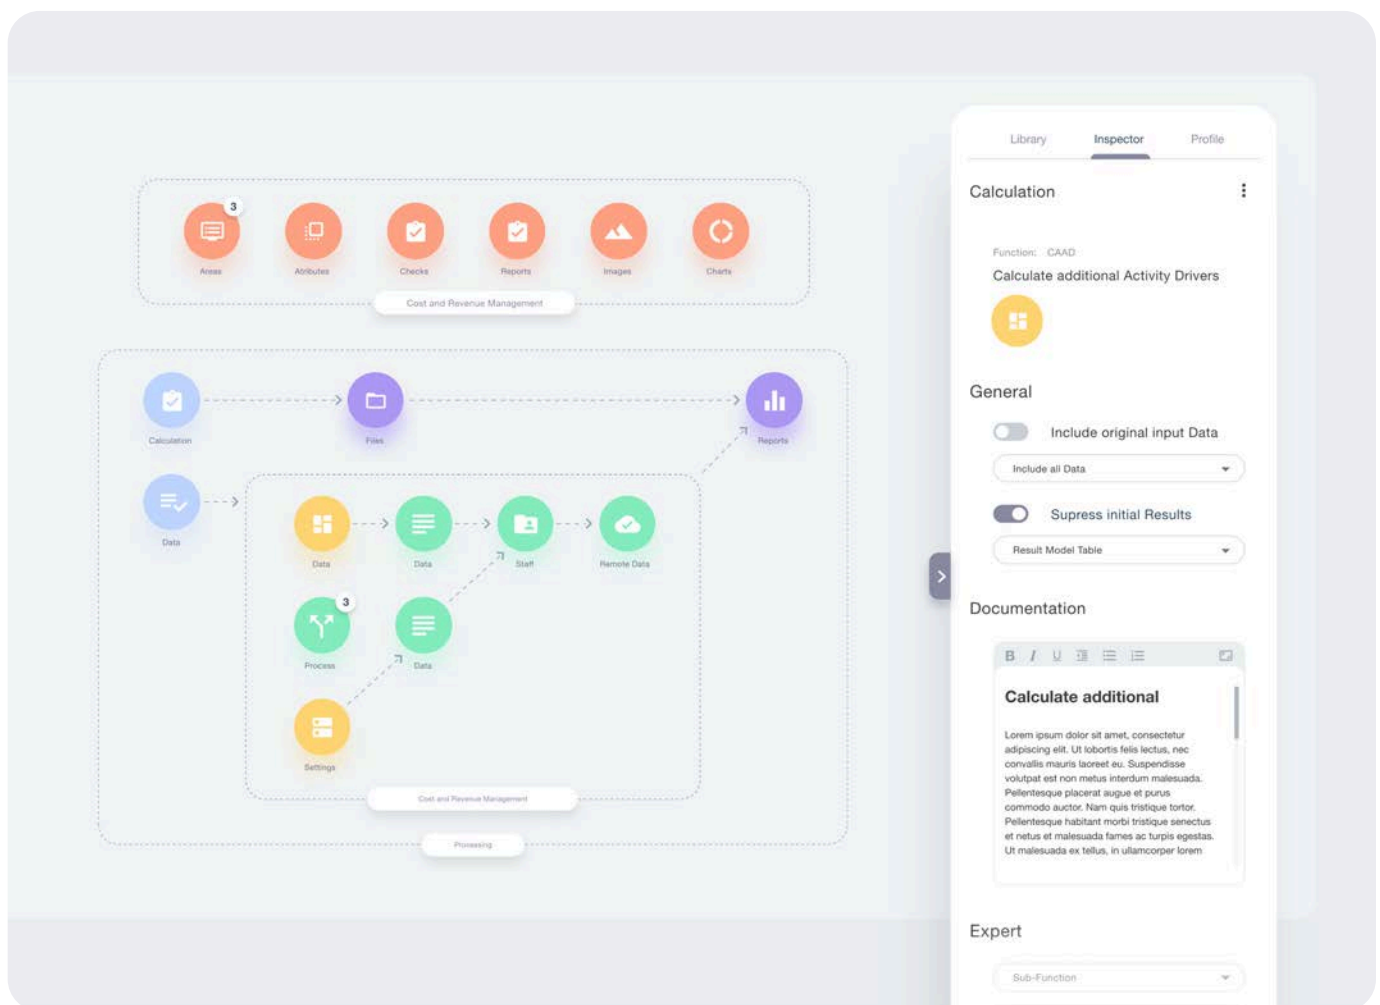 Library Inspector Profile
Calculation
3
Areas Atributes Checks Reports Images Charts
Cost and Revenue Management
Function: CAAD
Calculate additional Activity Drivers
General
Include original input Data
Include all Data
Supress initial Results
Result Model Table
Calculation Files Reports
Data
Data Data Staff Remote Data
3
Process Data
Settings
Cost and Revenue Management
Processing
Documentation
B I U
Calculate additional
Lorem ipsum dolor sit amet, consectetur
adipiscing elit. Ut lobortis felis lectus, nec
convallis mauris laoreet eu. Suspendisse
volutpat est non metus interdum malesuada.
Pellentesque placerat augue et purus
commodo auctor. Nam quis tristique tortor.
Pellentesque habitant morbi tristique senectus
et netus et malesuada fames ac turpis egestas.
Ut malesuada ex tellus, in ullamcorper lorem
Expert
Sub-Function